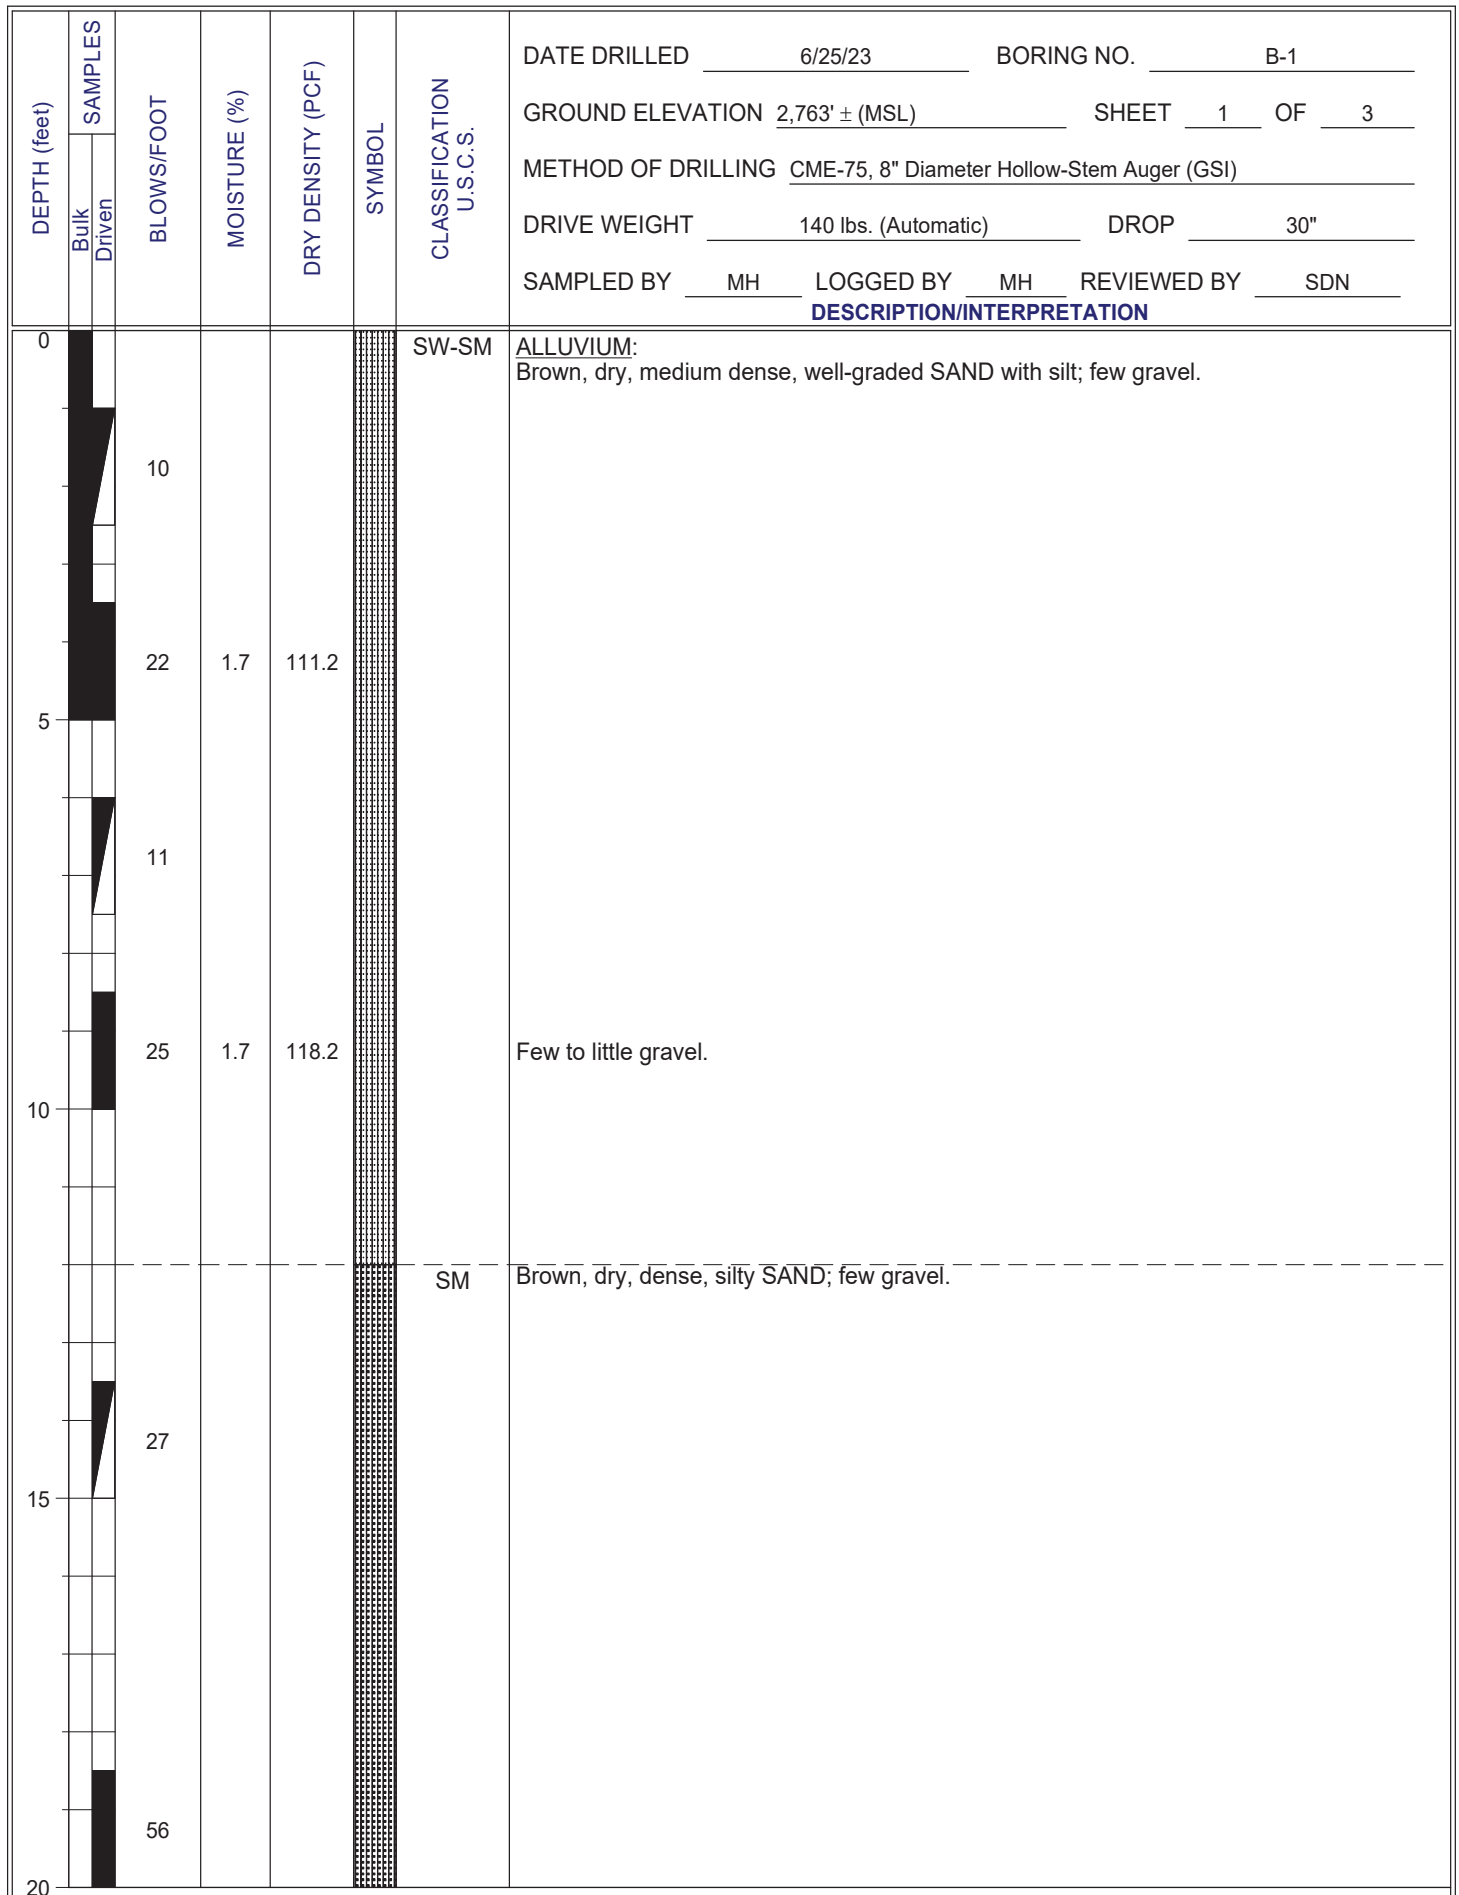 DEPTH (feet)
SAMPLES
Bulk
Driven
BLOWS/FOOT
MOISTURE (%)
DRY DENSITY (PCF)
SYMBOL
CLASSIFICATION
U.S.C.S.
DATE DRILLED 6/25/23 BORING NO. B-1
GROUND ELEVATION 2,763' ± (MSL) SHEET 1 OF 3
METHOD OF DRILLING CME-75, 8" Diameter Hollow-Stem Auger (GSI)
DRIVE WEIGHT 140 lbs. (Automatic) DROP 30"
SAMPLED BY MH LOGGED BY MH REVIEWED BY SDN
DESCRIPTION/INTERPRETATION
0 SW-SM ALLUVIUM:
Brown, dry, medium dense, well-graded SAND with silt; few gravel.
10
22 1.7 111.2
5
11
25 1.7 118.2 Few to little gravel.
10
SM Brown, dry, dense, silty SAND; few gravel.
27
15
56
20